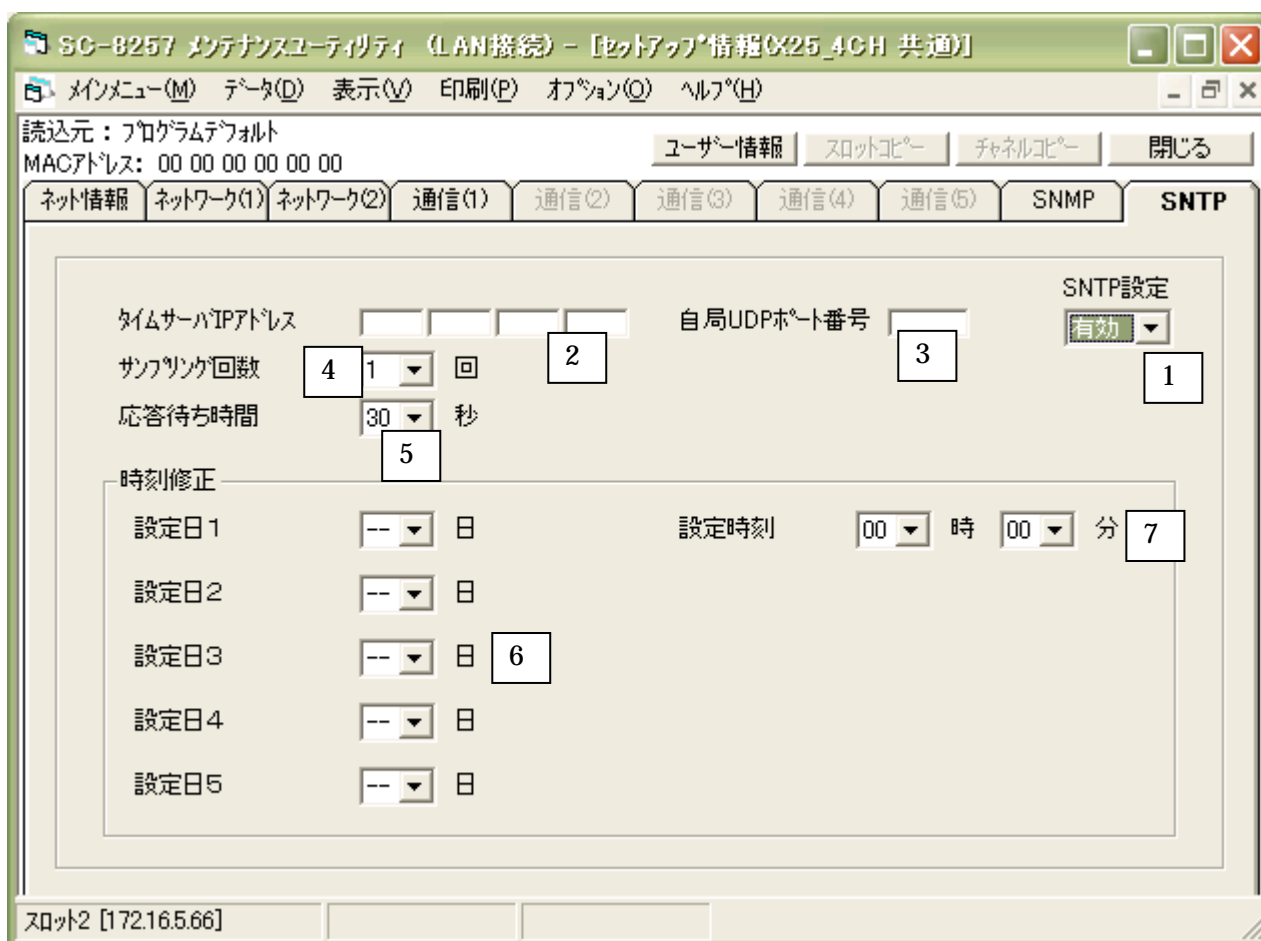 SC-8257 メンテナンスユーティリティ (LAN接続) - [セットアップ情報(X25_4CH 共通)]
メインメニュー(M) データ(D) 表示(V) 印刷(P) オプション(O) ヘルプ(H)
読込元：プログラムデフォルト
MACアドレス: 00 00 00 00 00 00
ユーザー情報 スロットコピー チャネルコピー 閉じる
ネット情報 ネットワーク(1) ネットワーク(2) 通信(1) 通信(2) 通信(3) 通信(4) 通信(5) SNMP SNTP
SNTP設定
タイムサーバIPアドレス 自局UDPポート番号 有効
2 3 1
サンプリング回数 4 1 回
応答待ち時間 30 秒
5
時刻修正
設定日1 -- 日 設定時刻 00 時 00 分 7
設定日2 -- 日
設定日3 -- 日 6
設定日4 -- 日
設定日5 -- 日
スロット2 [172.16.5.66]